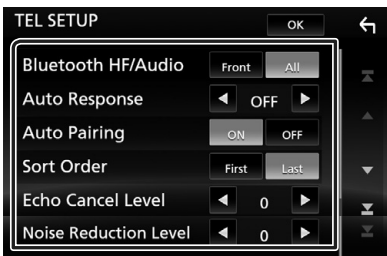 TEL SETUP OK
Bluetooth HF/Audio Front All
Auto Response OFF
Auto Pairing ON OFF
Sort Order First Last
Echo Cancel Level 0
Noise Reduction Level 0